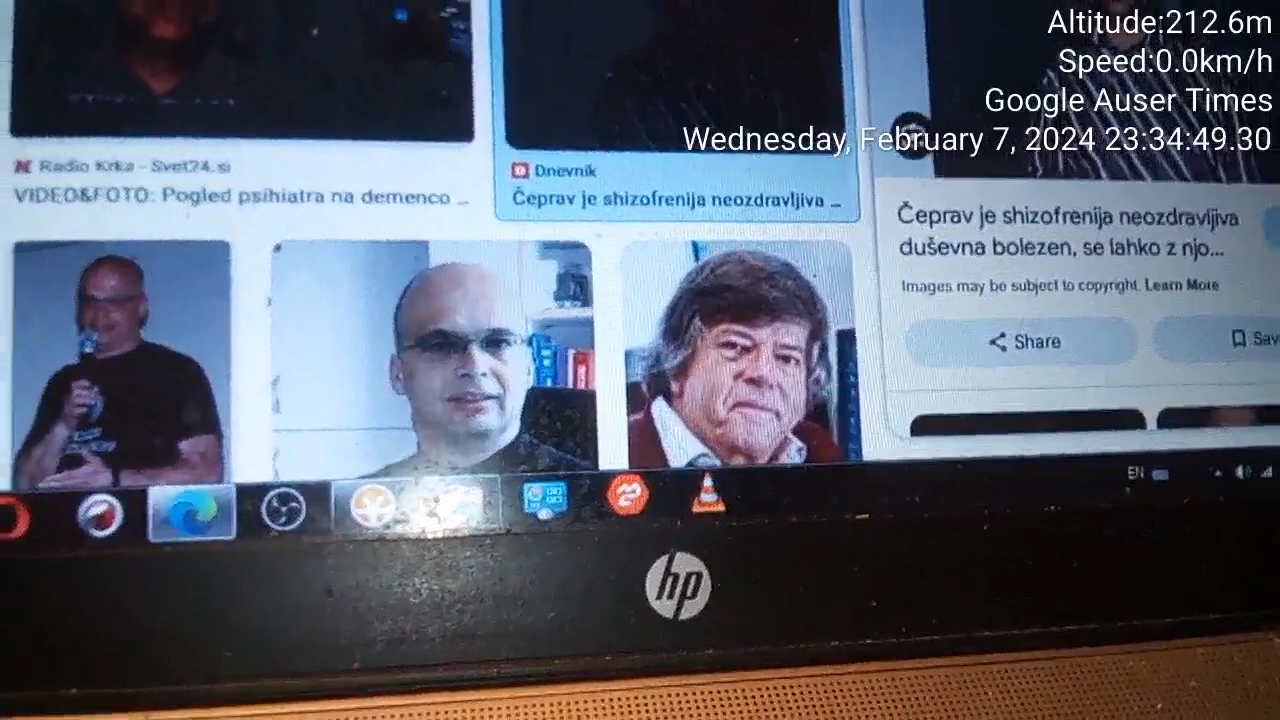 Altitude:212.6m
Speed:0.0km/h
Google Auser Times
Wednesday, February 7, 2024 23:34:49.30
Radio Krka - Svet24.si
VIDEO&FOTO: Pogled psihiatra na demenco ...
Dnevnik
Čeprav je shizofrenija neozdravljiva ...
Čeprav je shizofrenija neozdravljiva
duševna bolezen, se lahko z njo...
Images may be subject to copyright. Learn More
Share
Sav
EN
hp